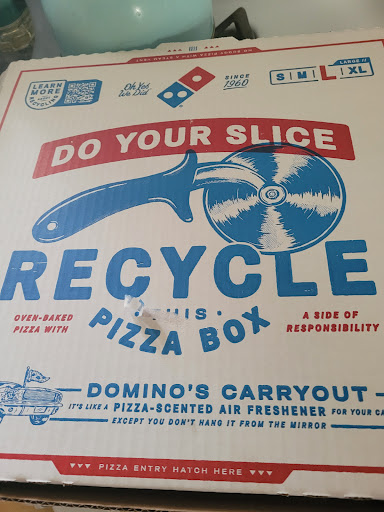 LEARN
MORE
ABOUT
RECYCLING
Oh Yes
We Did
SINCE
1960
LARGE
S M L XL
DO YOUR SLICE
RECYCLE
THIS
PIZZA BOX
OVEN-BAKED
PIZZA WITH
A SIDE OF
RESPONSIBILITY
DOMINO'S CARRYOUT
IT'S LIKE A PIZZA-SCENTED AIR FRESHENER FOR YOUR CA
EXCEPT YOU DON'T HANG IT FROM THE MIRROR
PIZZA ENTRY HATCH HERE